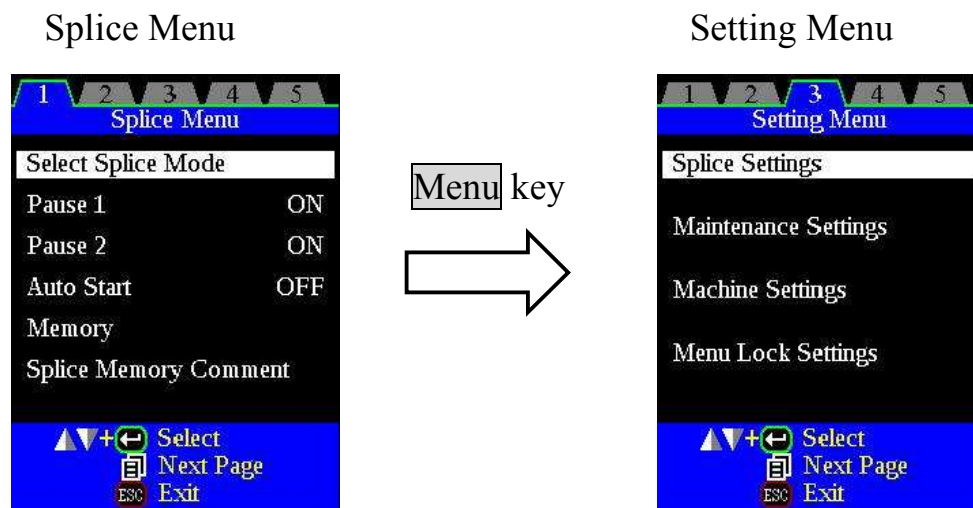 Splice Menu
1 2 3 4 5
Splice Menu
Select Splice Mode
Pause 1 ON
Pause 2 ON
Auto Start OFF
Memory
Splice Memory Comment
+ Select
Next Page
ESC Exit
Menu key
Setting Menu
1 2 3 4 5
Setting Menu
Splice Settings
Maintenance Settings
Machine Settings
Menu Lock Settings
+ Select
Next Page
ESC Exit